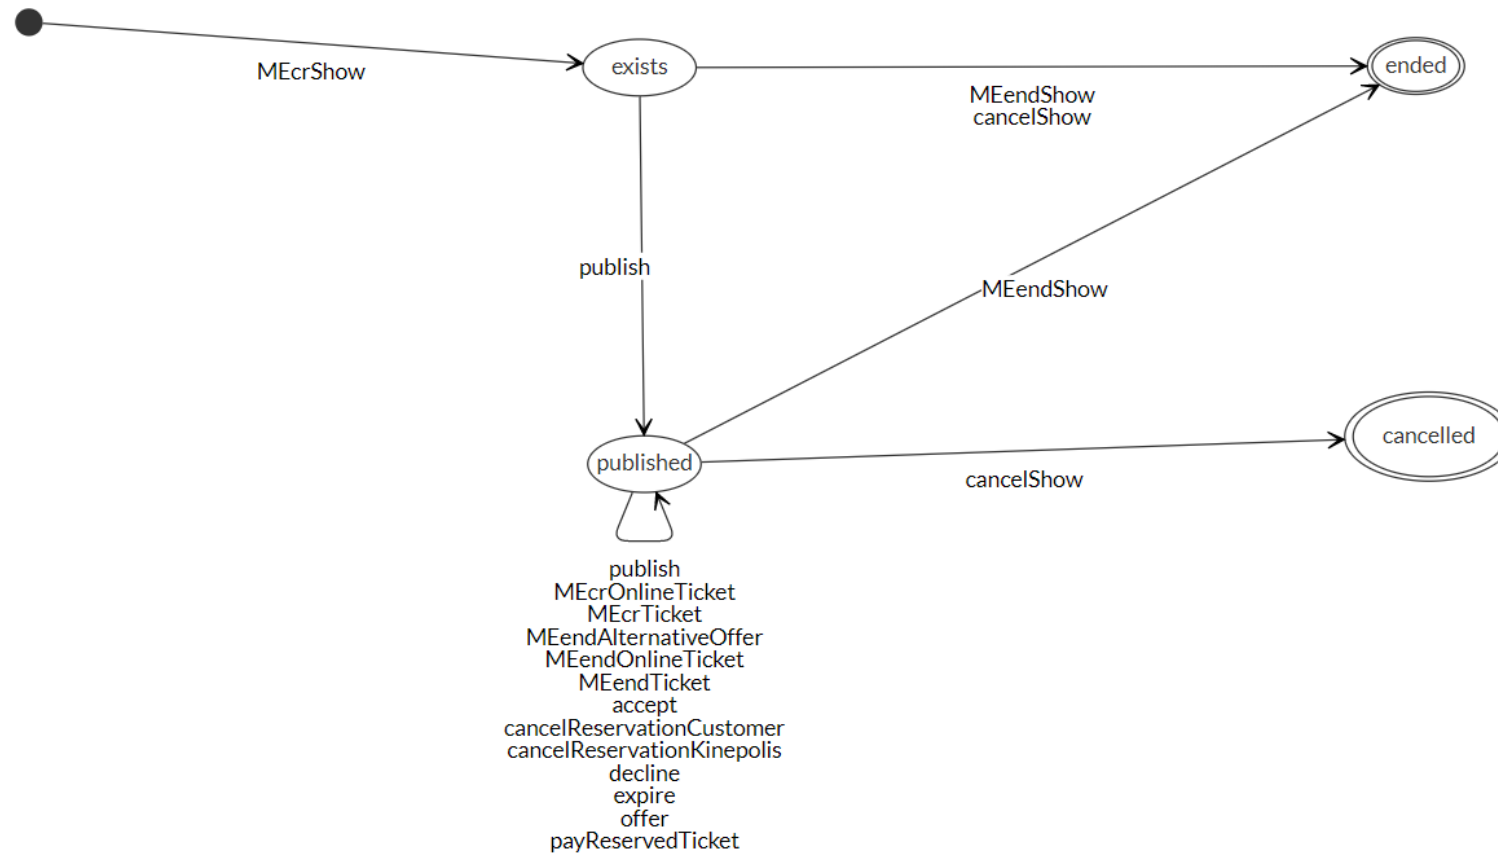 MEcrShow
exists
ended
MEendShow
cancelShow
publish
MEendShow
published
cancelled
cancelShow
publish
MEcrOnlineTicket
MEcrTicket
MEendAlternativeOffer
MEendOnlineTicket
MEendTicket
accept
cancelReservationCustomer
cancelReservationKinepolis
decline
expire
offer
payReservedTicket